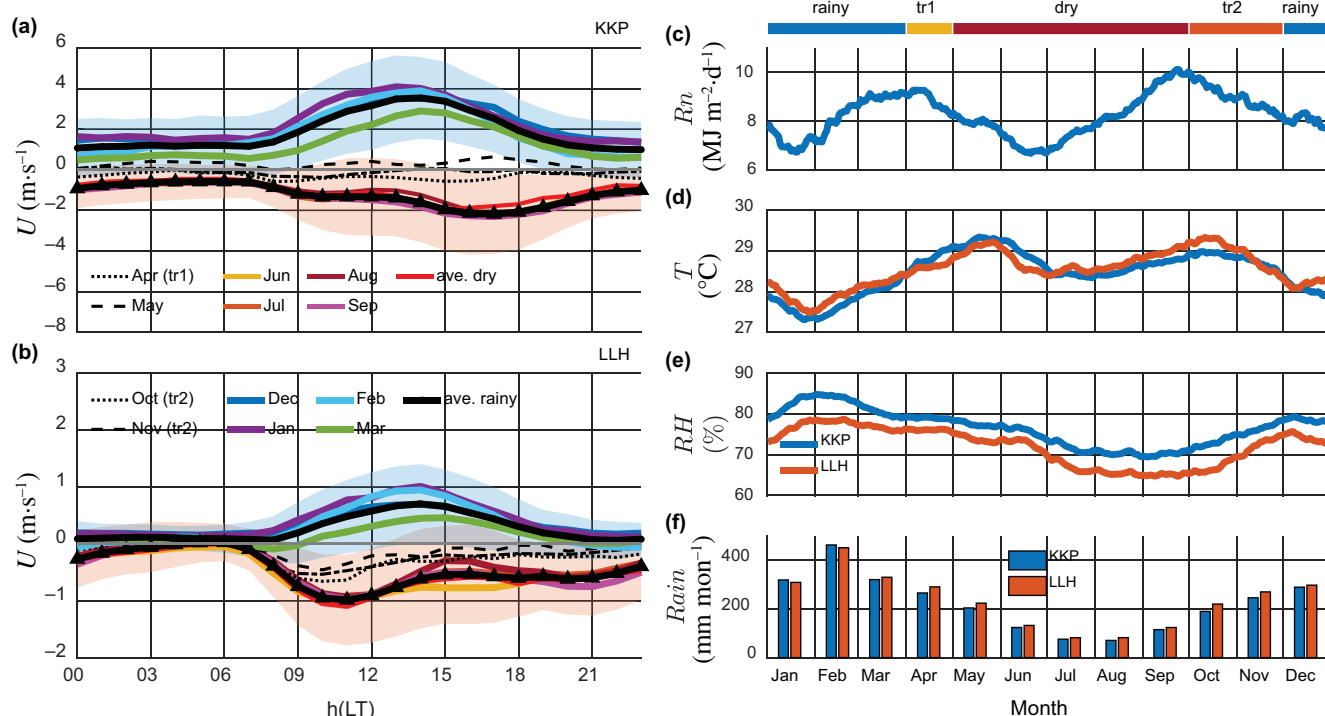 (a)
KKP
6
4
2
0
−2
−4
−6
−8
U (m·s⁻¹)
Apr (tr1)
May
Jun
Jul
Aug
Sep
ave. dry
(b)
LLH
3
2
1
0
−1
−2
U (m·s⁻¹)
Oct (tr2)
Nov (tr2)
Dec
Jan
Feb
Mar
ave. rainy
00 03 06 09 12 15 18 21
h(LT)
rainy tr1 dry tr2 rainy
(c)
10
8
6
Rn
(MJ m⁻²·d⁻¹)
(d)
30
29
28
27
T
(°C)
(e)
90
80
70
60
RH
(%)
KKP
LLH
(f)
400
200
0
Rain
(mm mon⁻¹)
KKP
LLH
Jan Feb Mar Apr May Jun Jul Aug Sep Oct Nov Dec
Month